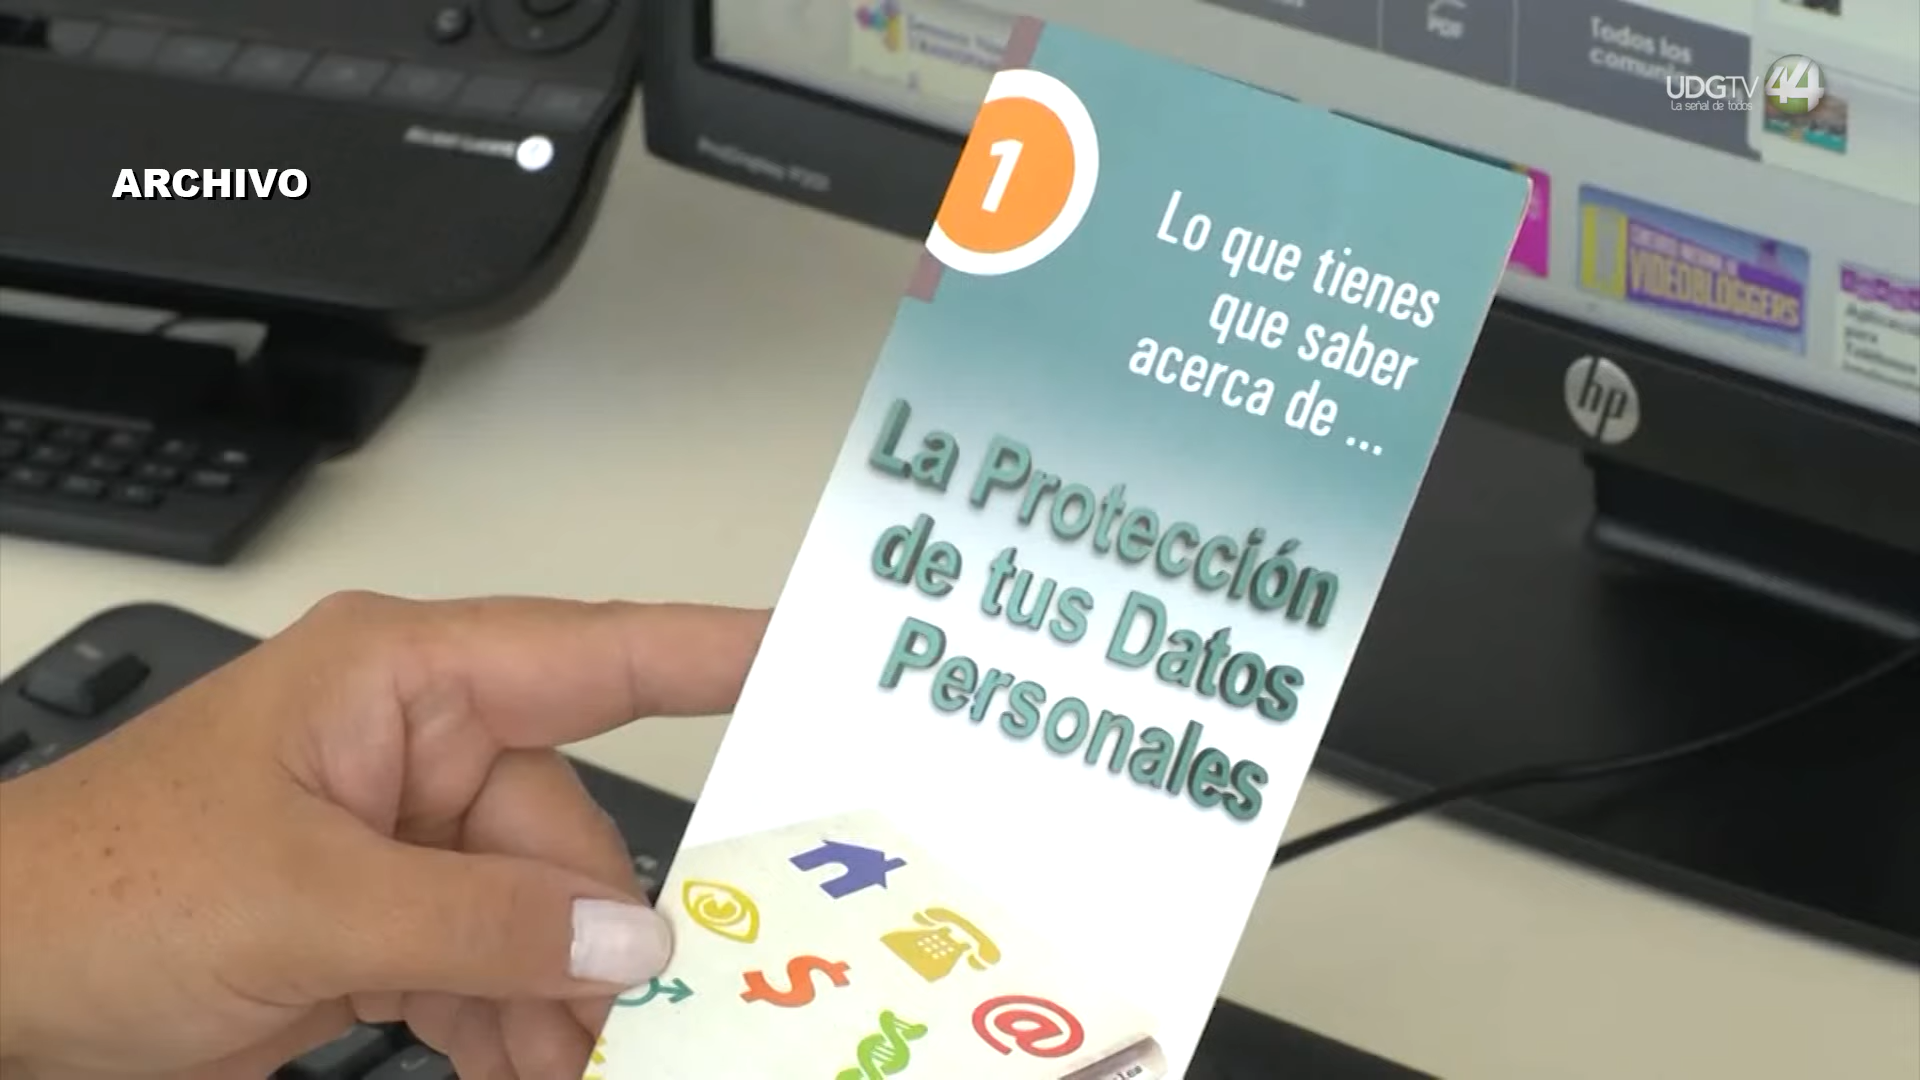 ARCHIVO
UDGTV 44
La señal de todos
PDF
Todos los
1
Lo que tienes
que saber
acerca de ...
La Protección
de tus Datos
Personales
VIDEOBLOGGERS
hp
$
@